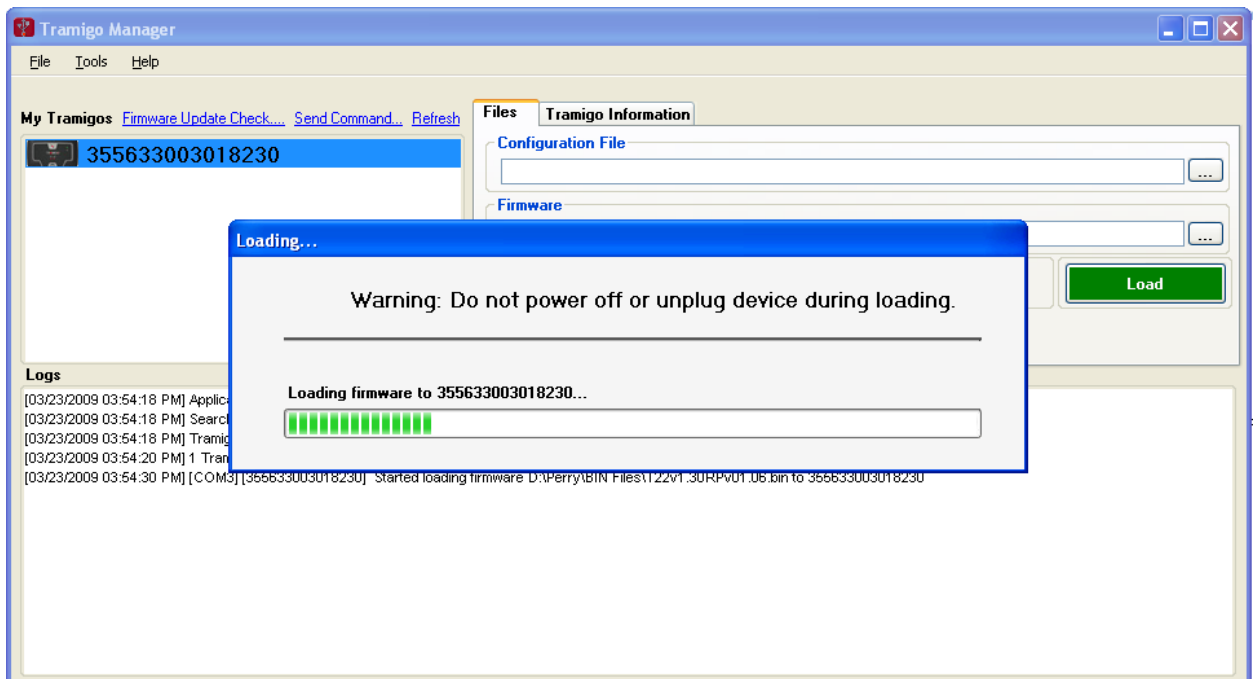 Tramigo Manager
File Tools Help
My Tramigos Firmware Update Check.... Send Command... Refresh
Files Tramigo Information
355633003018230
Configuration File
...
Firmware
...
Load
Loading...
Warning: Do not power off or unplug device during loading.
Loading firmware to 355633003018230...
Logs
[03/23/2009 03:54:18 PM] Applic
[03/23/2009 03:54:18 PM] Searc
[03/23/2009 03:54:18 PM] Tramig
[03/23/2009 03:54:20 PM] 1 Tran
[03/23/2009 03:54:30 PM] [COM3] [355633003018230] Started loading firmware D:\Perry\BIN Files\T22v1.30RPv01.06.bin to 355633003018230